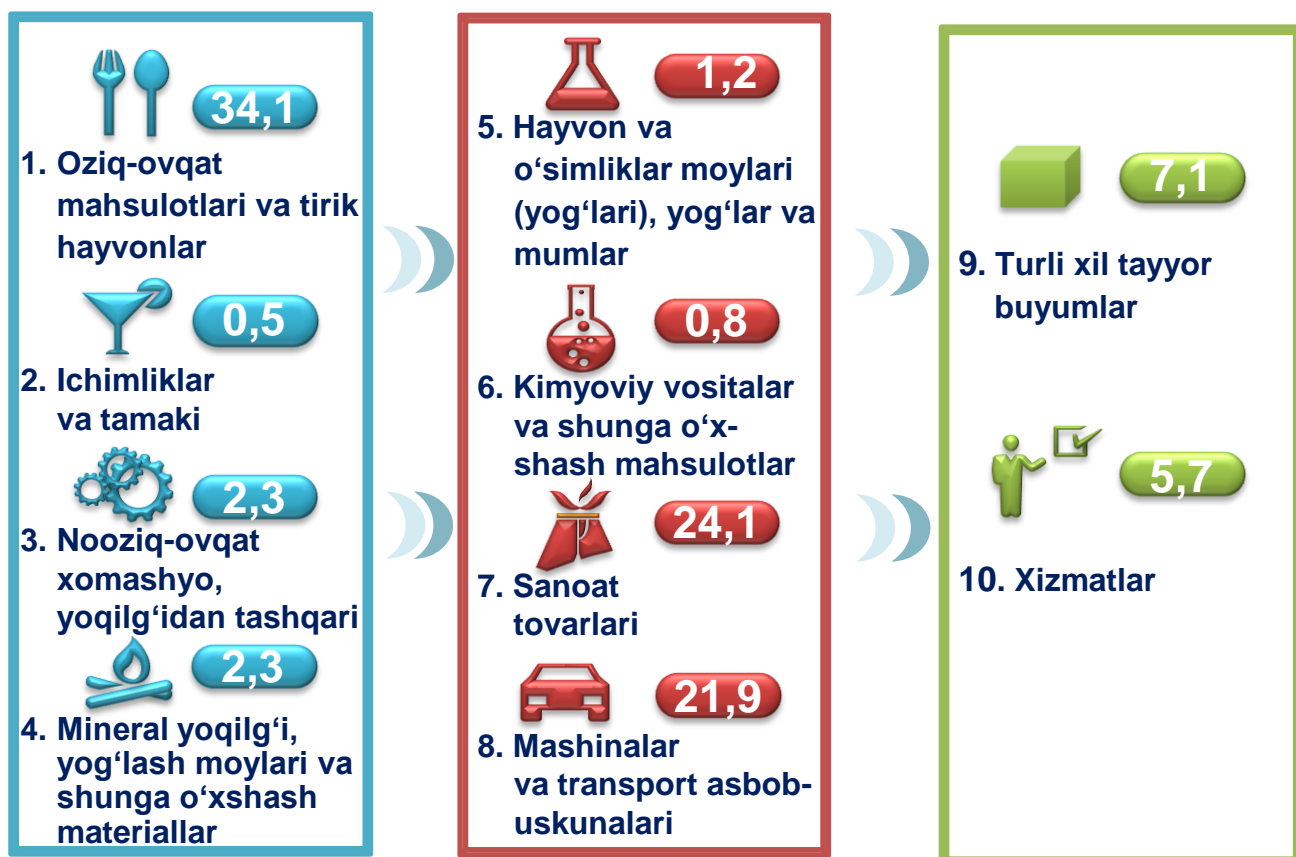 34,1
1. Oziq-ovqat
mahsulotlari va tirik
hayvonlar
0,5
2. Ichimliklar
va tamaki
2,3
3. Nooziq-ovqat
xomashyo,
yoqilg‘idan tashqari
2,3
4. Mineral yoqilg‘i,
yog‘lash moylari va
shunga o‘xshash
materiallar
1,2
5. Hayvon va
o‘simliklar moylari
(yog‘lari), yog‘lar va
mumlar
0,8
6. Kimyoviy vositalar
va shunga o‘x-
shash mahsulotlar
24,1
7. Sanoat
tovarlari
21,9
8. Mashinalar
va transport asbob-
uskunalari
7,1
9. Turli xil tayyor
buyumlar
5,7
10. Xizmatlar